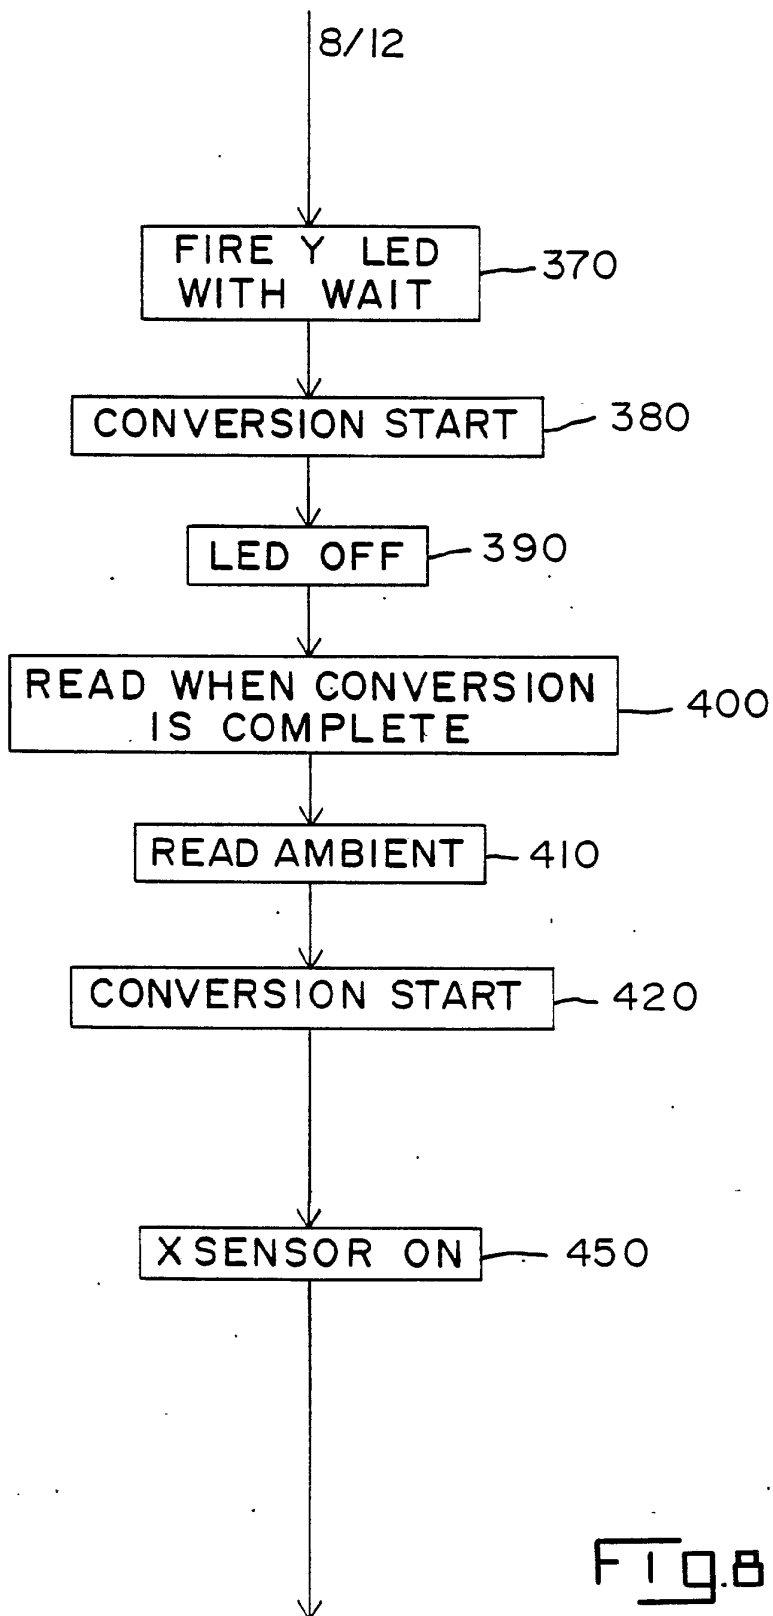 8/12
FIRE Y LED
WITH WAIT
370
CONVERSION START
380
LED OFF
390
READ WHEN CONVERSION
IS COMPLETE
400
READ AMBIENT
410
CONVERSION START
420
X SENSOR ON
450
Fig.8